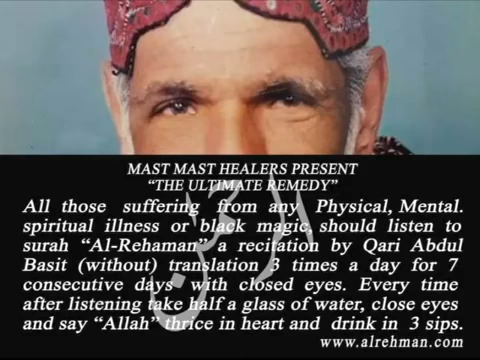 MAST MAST HEALERS PRESENT
“THE ULTIMATE REMEDY”
All those suffering from any Physical, Mental.
spiritual illness or black magic, should listen to
surah “Al-Rehaman” a recitation by Qari Abdul
Basit (without) translation 3 times a day for 7
consecutive days with closed eyes. Every time
after listening take half a glass of water, close eyes
and say “Allah” thrice in heart and drink in 3 sips.
www.alrehman.com
الرحمن